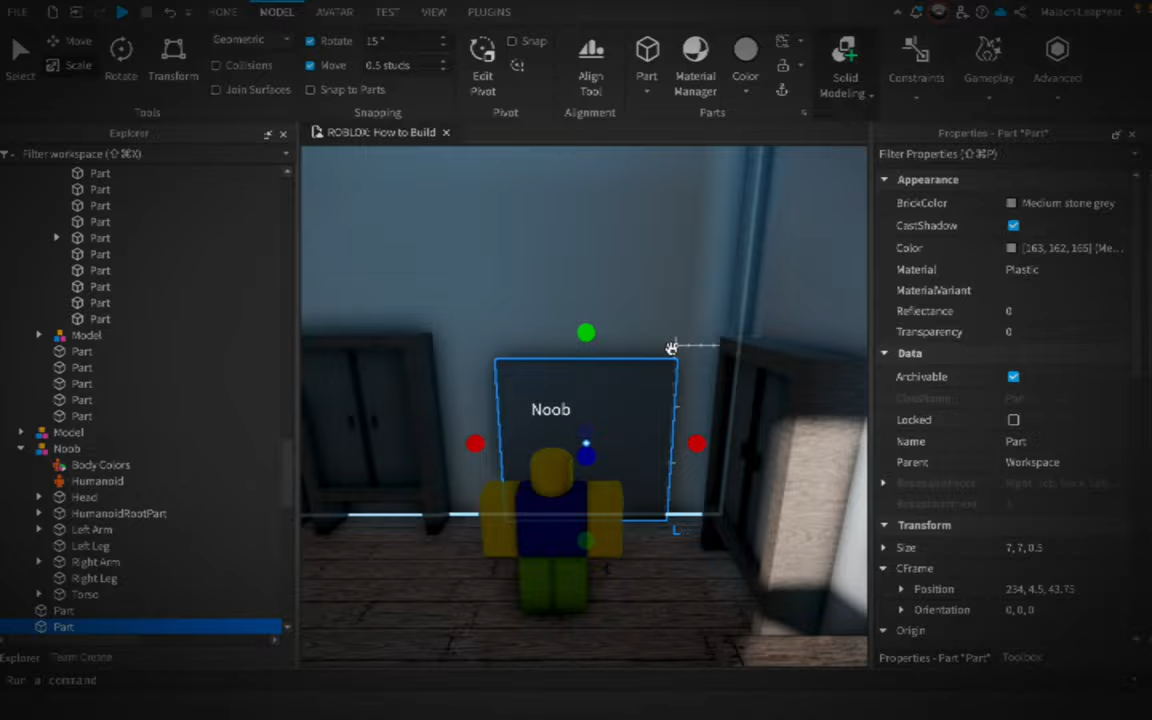 FILE HOME MODEL AVATAR TEST VIEW PLUGINS
Select
Move
Scale
Rotate
Transform
Tools
Geometric
Collisions
Join Surfaces
Rotate 15°
Move 0.5 studs
Snap to Parts
Snapping
Edit
Pivot
Snap
Pivot
Align
Tool
Alignment
Part
Material
Manager
Color
Parts
Solid
Modeling
Constraints
Gameplay
Advanced
Explorer
Filter workspace (⇧⌘X)
Part
Part
Part
Part
Part
Part
Part
Part
Part
Part
Model
Part
Part
Part
Part
Part
Model
Noob
Body Colors
Humanoid
Head
HumanoidRootPart
Left Arm
Left Leg
Right Arm
Right Leg
Torso
Part
Part
Explorer Team Create
Run a command
ROBLOX: How to Build
Noob
Properties - Part "Part"
Filter Properties (⇧⌘P)
Appearance
BrickColor Medium stone grey
CastShadow
Color [163, 162, 165] (Me...
Material Plastic
MaterialVariant
Reflectance 0
Transparency 0
Data
Archivable
ClassName Part
Locked
Name Part
Parent Workspace
Transform
Size 7, 7, 0.5
CFrame
Position 234, 4.5, 43.75
Orientation 0, 0, 0
Origin
Properties - Part "Part" Toolbox